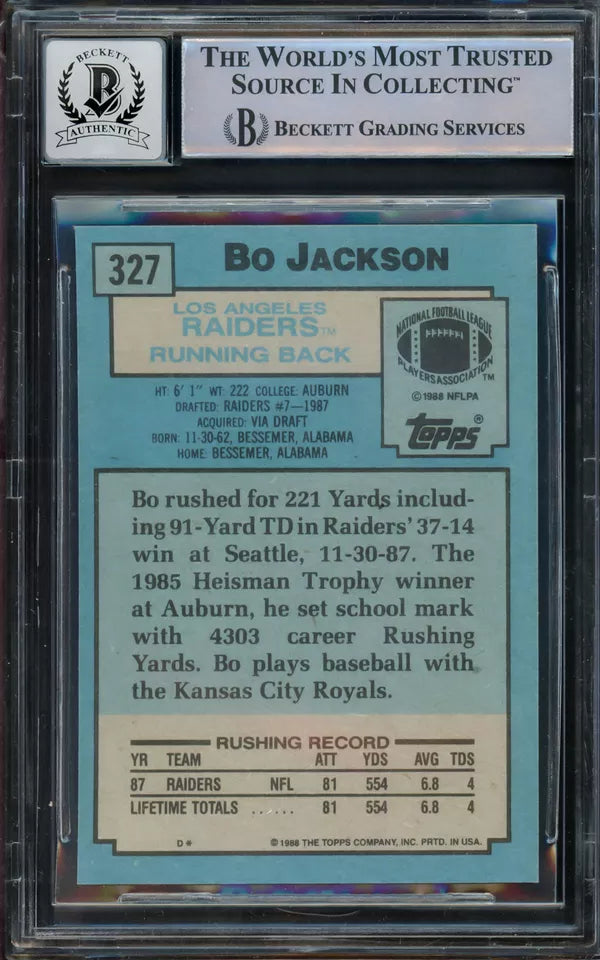 BECKETT
B
AUTHENTIC
THE WORLD'S MOST TRUSTED
SOURCE IN COLLECTING™
B BECKETT GRADING SERVICES
327
BO JACKSON
LOS ANGELES
RAIDERS™
RUNNING BACK
NATIONAL FOOTBALL LEAGUE
PLAYERS ASSOCIATION™
© 1988 NFLPA
topps®
HT: 6' 1" WT: 222 COLLEGE: AUBURN
DRAFTED: RAIDERS #7—1987
ACQUIRED: VIA DRAFT
BORN: 11-30-62, BESSEMER, ALABAMA
HOME: BESSEMER, ALABAMA
Bo rushed for 221 Yards includ-
ing 91-Yard TD in Raiders' 37-14
win at Seattle, 11-30-87. The
1985 Heisman Trophy winner
at Auburn, he set school mark
with 4303 career Rushing
Yards. Bo plays baseball with
the Kansas City Royals.
RUSHING RECORD
YR TEAM ATT YDS AVG TDS
87 RAIDERS NFL 81 554 6.8 4
LIFETIME TOTALS ...... 81 554 6.8 4
D* © 1988 THE TOPPS COMPANY, INC. PRTD. IN USA.